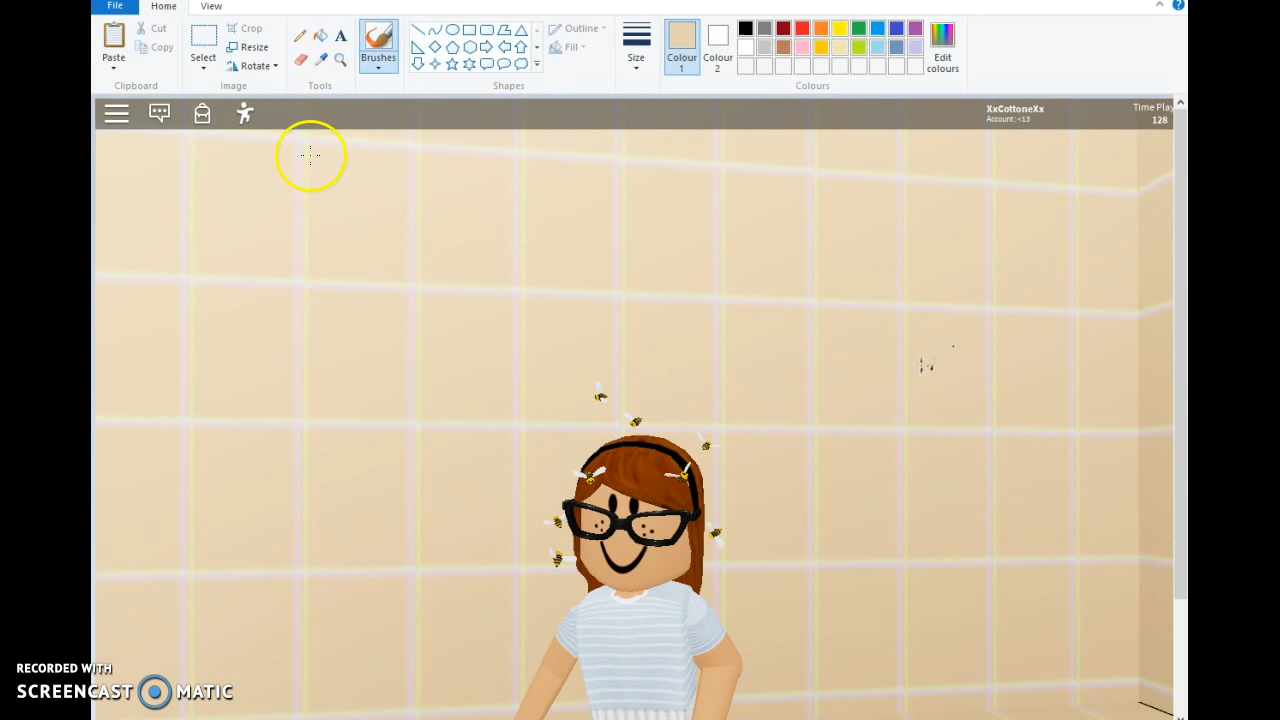 File Home View
Paste
Cut
Copy
Clipboard
Select
Crop
Resize
Rotate
Image
A
Tools
Brushes
Outline
Fill
Shapes
Size
Colour
1
Colour
2
Edit
colours
Colours
XxCottoneXx
Account: <13
Time Play
128
RECORDED WITH
SCREENCAST MATIC